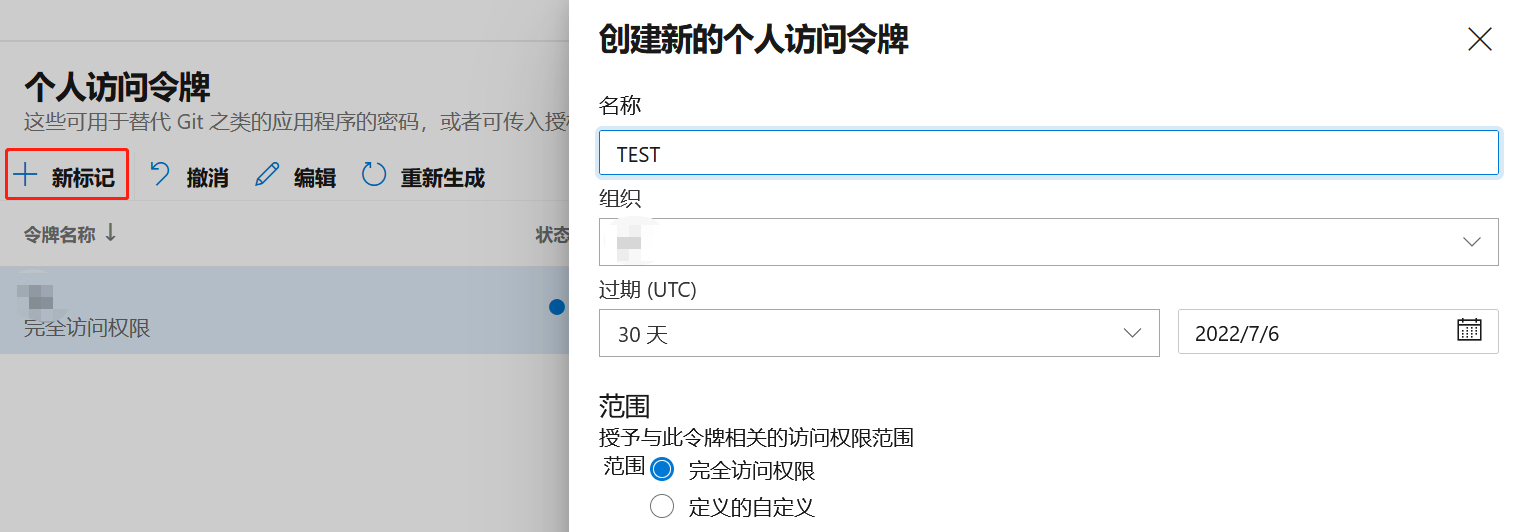 个人访问令牌
这些可用于替代 Git 之类的应用程序的密码，或者可传入授
新标记 撤消 编辑 重新生成
令牌名称 状态
完全访问权限
创建新的个人访问令牌
名称
TEST
组织
过期 (UTC)
30 天 2022/7/6
范围
授予与此令牌相关的访问权限范围
范围 完全访问权限
定义的自定义